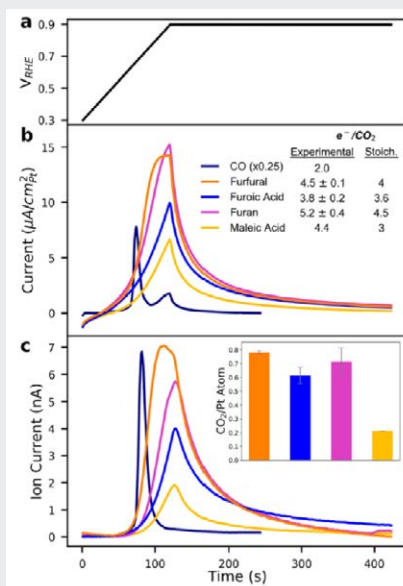 a
0.9
0.7
0.5
0.3
V_RHE
b
e⁻/CO₂
Experimental Stoich.
CO (x0.25) 2.0
Furfural 4.5 ± 0.1 4
Furoic Acid 3.8 ± 0.2 3.6
Furan 5.2 ± 0.4 4.5
Maleic Acid 4.4 3
15
10
5
0
Current (μA/cm²_Pt)
c
7
6
5
4
3
2
1
0
Ion Current (nA)
0.8
0.7
0.6
0.5
0.4
0.3
0.2
0.1
0.0
CO₂/Pt Atom
0 100 200 300 400
Time (s)